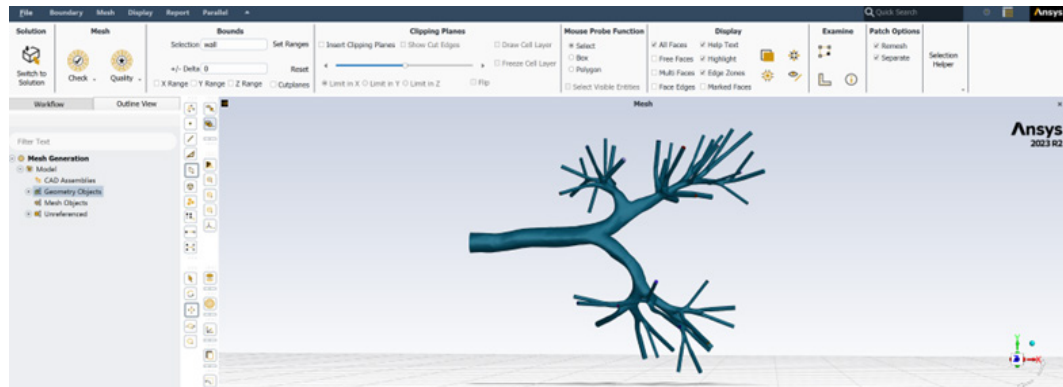 File Boundary Mesh Display Report Parallel
Quick Search
Ansys
Solution Mesh Bounds Clipping Planes Mouse Probe Function Display Examine Patch Options
Selection wall Set Ranges
Insert Clipping Planes Show Cut Edges Draw Cell Layer
Select
All Faces Help Text
Remesh
Box
Freeze Cell Layer
Free Faces Highlight
Separate
Switch to Solution
Check
Quality
+/- Delta 0 Reset
Polygon
Multi Faces Edge Zones
Selection Helper
X Range Y Range Z Range Cutplanes
Limit in X Limit in Y Limit in Z Flip
Select Visible Entities
Face Edges Marked Faces
Workflow Outline View
Mesh
Filter Text
Ansys
2023 R2
Mesh Generation
Model
CAD Assemblies
Geometry Objects
Mesh Objects
Unreferenced
Y
X